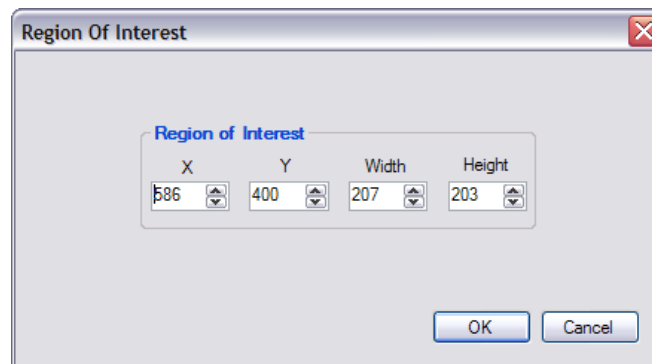 Region Of Interest
Region of Interest
X Y Width Height
586 400 207 203
OK Cancel